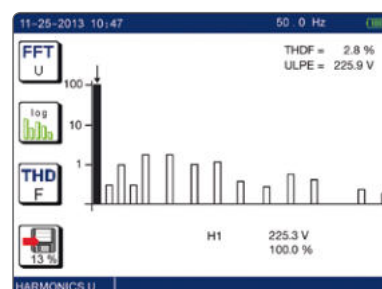 11-25-2013 10:47 50.0 Hz
FFT
U
THDF = 2.8 %
ULPE = 225.9 V
100
log
10
1
THD
F
H1 225.3 V
100.0 %
13 %
HARMONICS U